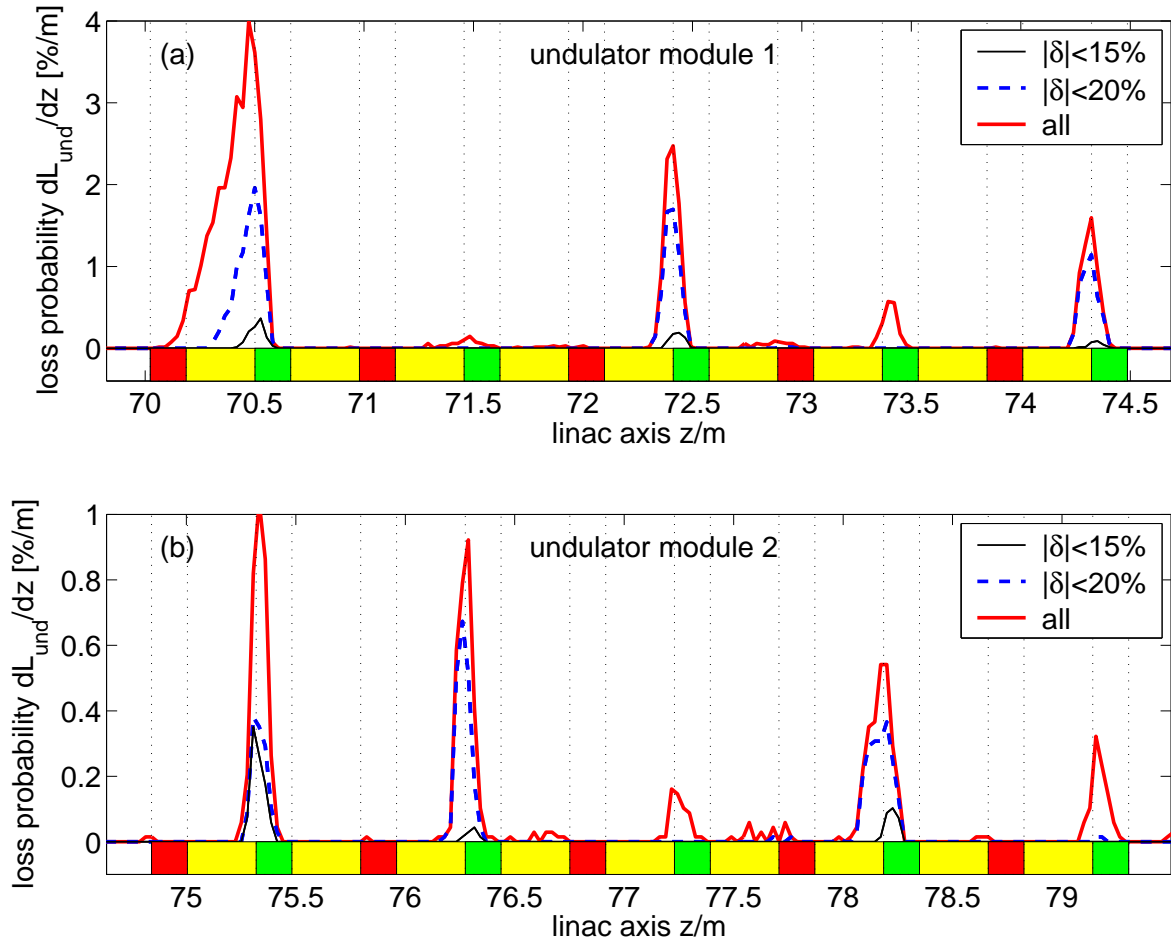 loss probability dL_und/dz [%/m]
4
3
2
1
0
(a)
undulator module 1
|δ|<15%
|δ|<20%
all
70 70.5 71 71.5 72 72.5 73 73.5 74 74.5
linac axis z/m
loss probability dL_und/dz [%/m]
1
0.8
0.6
0.4
0.2
0
(b)
undulator module 2
|δ|<15%
|δ|<20%
all
75 75.5 76 76.5 77 77.5 78 78.5 79
linac axis z/m